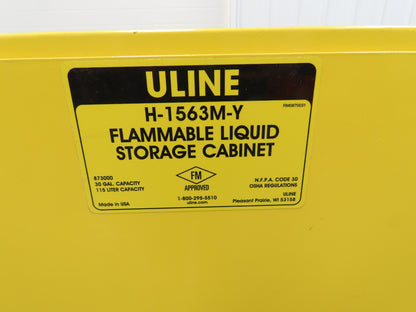 ULINE
H-1563M-Y
FLAMMABLE LIQUID
STORAGE CABINET
873000
30 GAL. CAPACITY
115 LITER CAPACITY
Made in USA
FM
APPROVED
1-800-295-5510
uline.com
N.F.P.A. CODE 30
OSHA REGULATIONS
ULINE
Pleasant Prairie, WI 53158